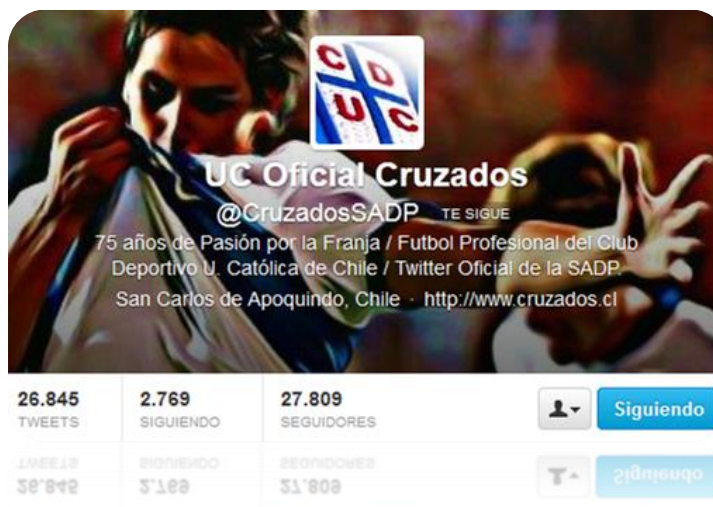 C D
U C
UC Oficial Cruzados
@CruzadosSADP TE SIGUE
75 años de Pasión por la Franja / Futbol Profesional del Club
Deportivo U. Católica de Chile / Twitter Oficial de la SADP.
San Carlos de Apoquindo, Chile · http://www.cruzados.cl
26.845 2.769 27.809 Siguiendo
TWEETS SIGUIENDO SEGUIDORES